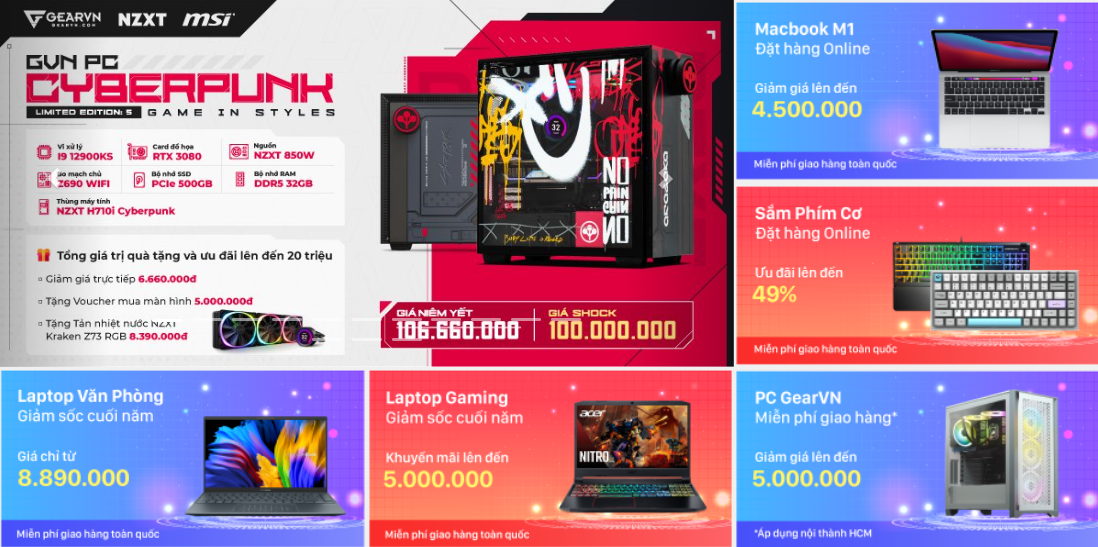 GEARVN
GEARVN.COM
NZXT
msi
GVN PC
CYBERPUNK
LIMITED EDITION: 5 GAME IN STYLES
Vi xử lý
I9 12900KS
Card đồ họa
RTX 3080
Nguồn
NZXT 850W
Bo mạch chủ
Z690 WIFI
Bộ nhớ SSD
PCIe 500GB
Bộ nhớ RAM
DDR5 32GB
Thùng máy tính
NZXT H710i Cyberpunk
Tổng giá trị quà tặng và ưu đãi lên đến 20 triệu
Giảm giá trực tiếp 6.660.000đ
Tặng Voucher mua màn hình 5.000.000đ
Tặng Tản nhiệt nước NZXT
Kraken Z73 RGB 8.390.000đ
32
NO
GIÁ NIÊM YẾT
106.660.000
GIÁ SHOCK
100.000.000
Macbook M1
Đặt hàng Online
Giảm giá lên đến
4.500.000
Miễn phí giao hàng toàn quốc
Sắm Phím Cơ
Đặt hàng Online
Ưu đãi lên đến
49%
Miễn phí giao hàng toàn quốc
Laptop Văn Phòng
Giảm sốc cuối năm
Giá chỉ từ
8.890.000
Miễn phí giao hàng toàn quốc
Laptop Gaming
Giảm sốc cuối năm
Khuyến mãi lên đến
5.000.000
acer
NITRO
Miễn phí giao hàng toàn quốc
PC GearVN
Miễn phí giao hàng*
Giảm giá lên đến
5.000.000
*Áp dụng nội thành HCM